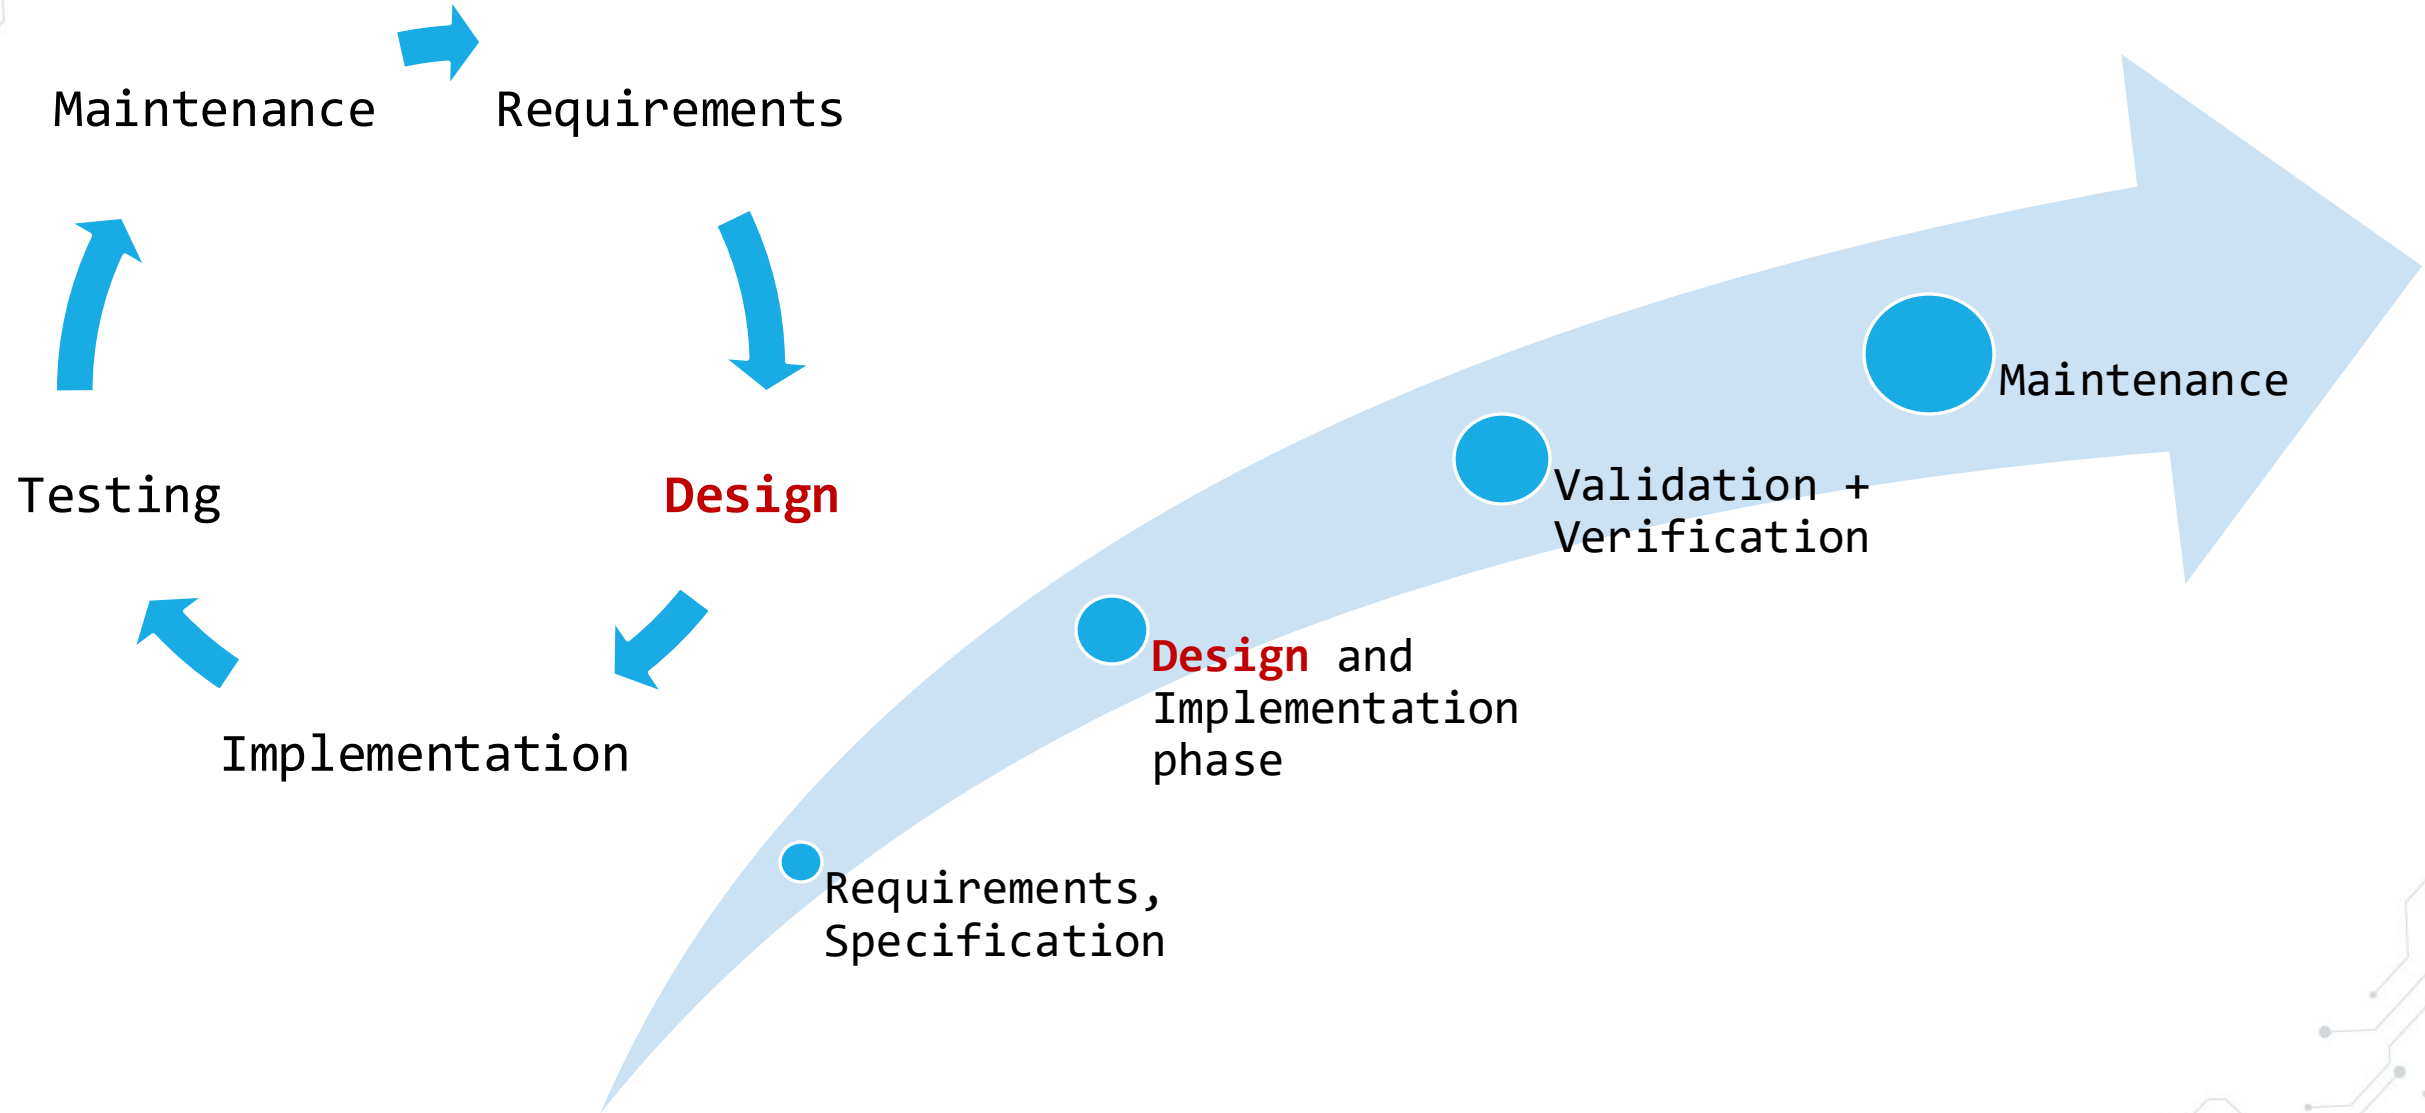 Maintenance
Requirements
Testing
Design
Implementation
Maintenance
Validation +
Verification
Design and
Implementation
phase
Requirements,
Specification